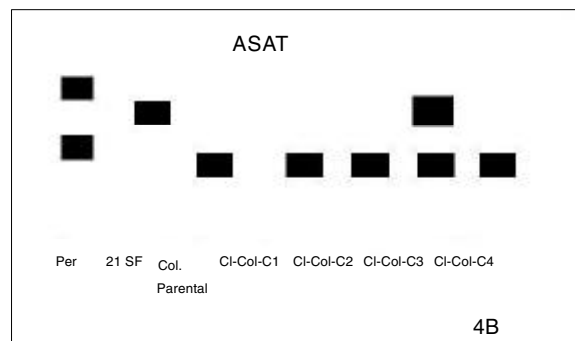 ASAT
Per 21 SF Col. Cl-Col-C1 Cl-Col-C2 Cl-Col-C3 Cl-Col-C4
Parental
4B